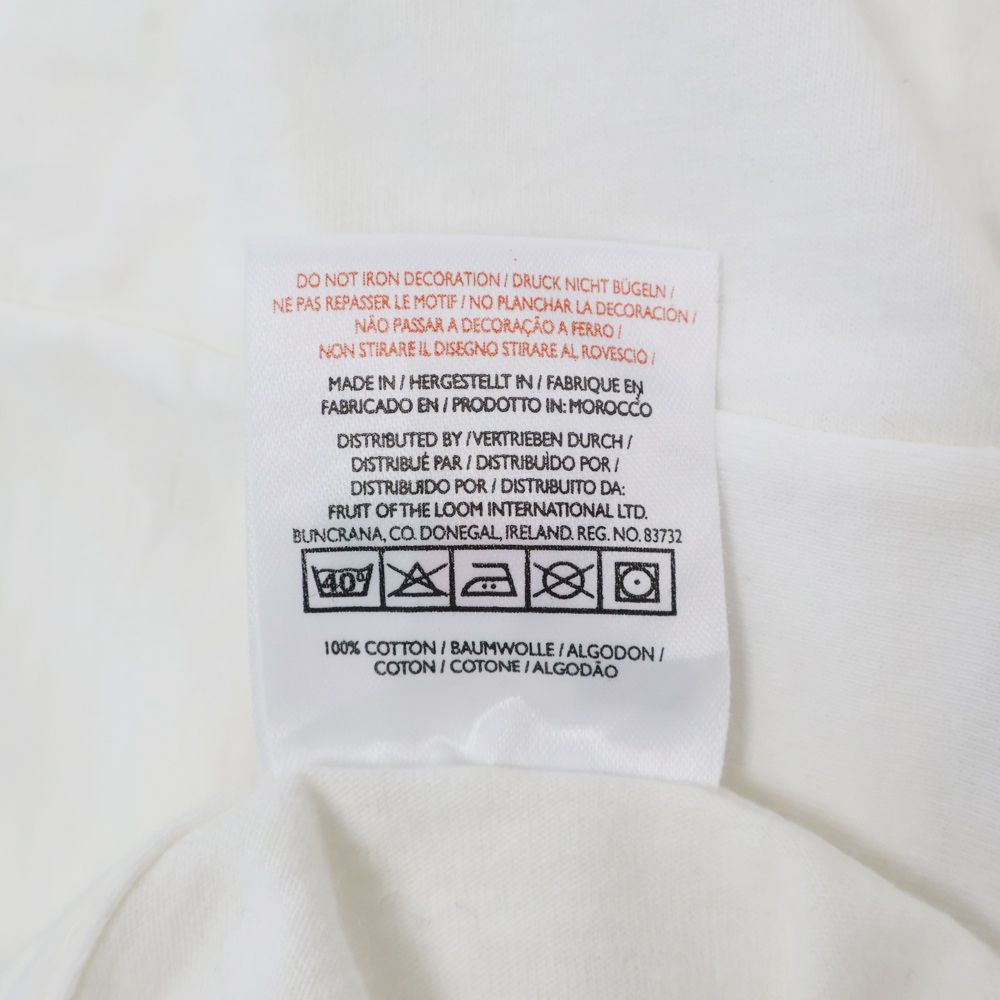 DO NOT IRON DECORATION / DRUCK NICHT BÜGELN /
NE PAS REPASSER LE MOTIF / NO PLANCHAR LA DECORACIÓN /
NÃO PASSAR A DECORAÇÃO A FERRO /
NON STIRARE IL DISEGNO STIRARE AL ROVESCIO /
MADE IN / HERGESTELLT IN / FABRIQUE EN
FABRICADO EN / PRODOTTO IN: MOROCCO
DISTRIBUTED BY / VERTRIEBEN DURCH /
DISTRIBUÉ PAR / DISTRIBUÌDO POR /
DISTRIBUIDO POR / DISTRIBUITO DA:
FRUIT OF THE LOOM INTERNATIONAL LTD.
BUNCRANA, CO. DONEGAL, IRELAND. REG. NO. 83732
40°
100% COTTON / BAUMWOLLE / ALGODON /
COTON / COTONE / ALGODÃO